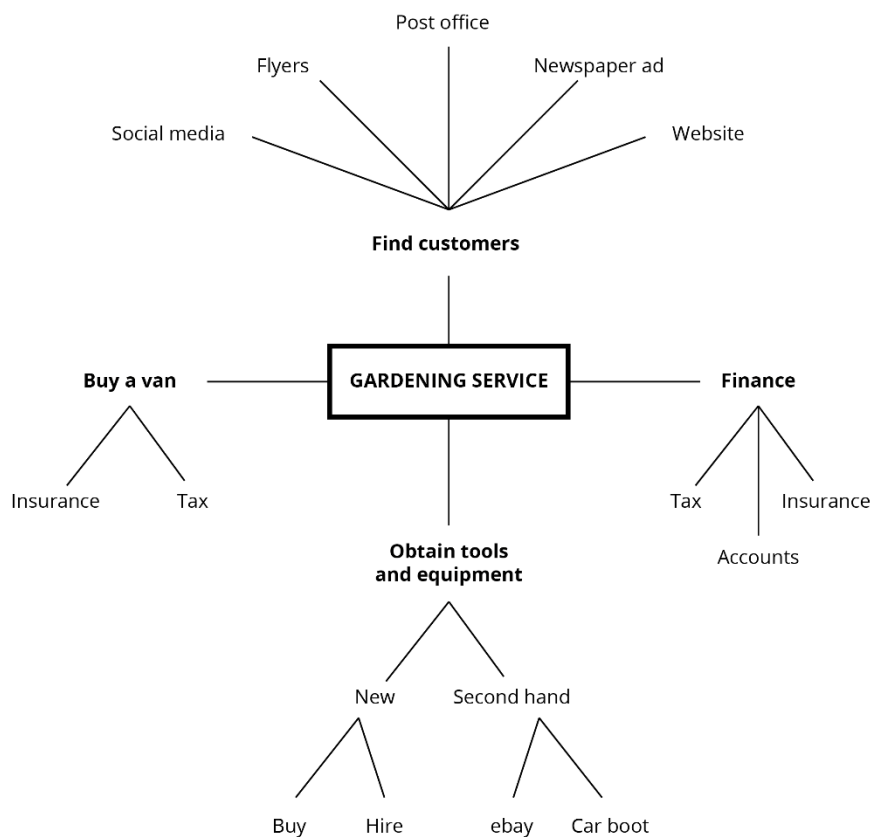 Post office
Flyers
Newspaper ad
Social media
Website
Find customers
Buy a van
GARDENING SERVICE
Finance
Insurance
Tax
Tax
Insurance
Accounts
Obtain tools
and equipment
New
Second hand
Buy
Hire
ebay
Car boot